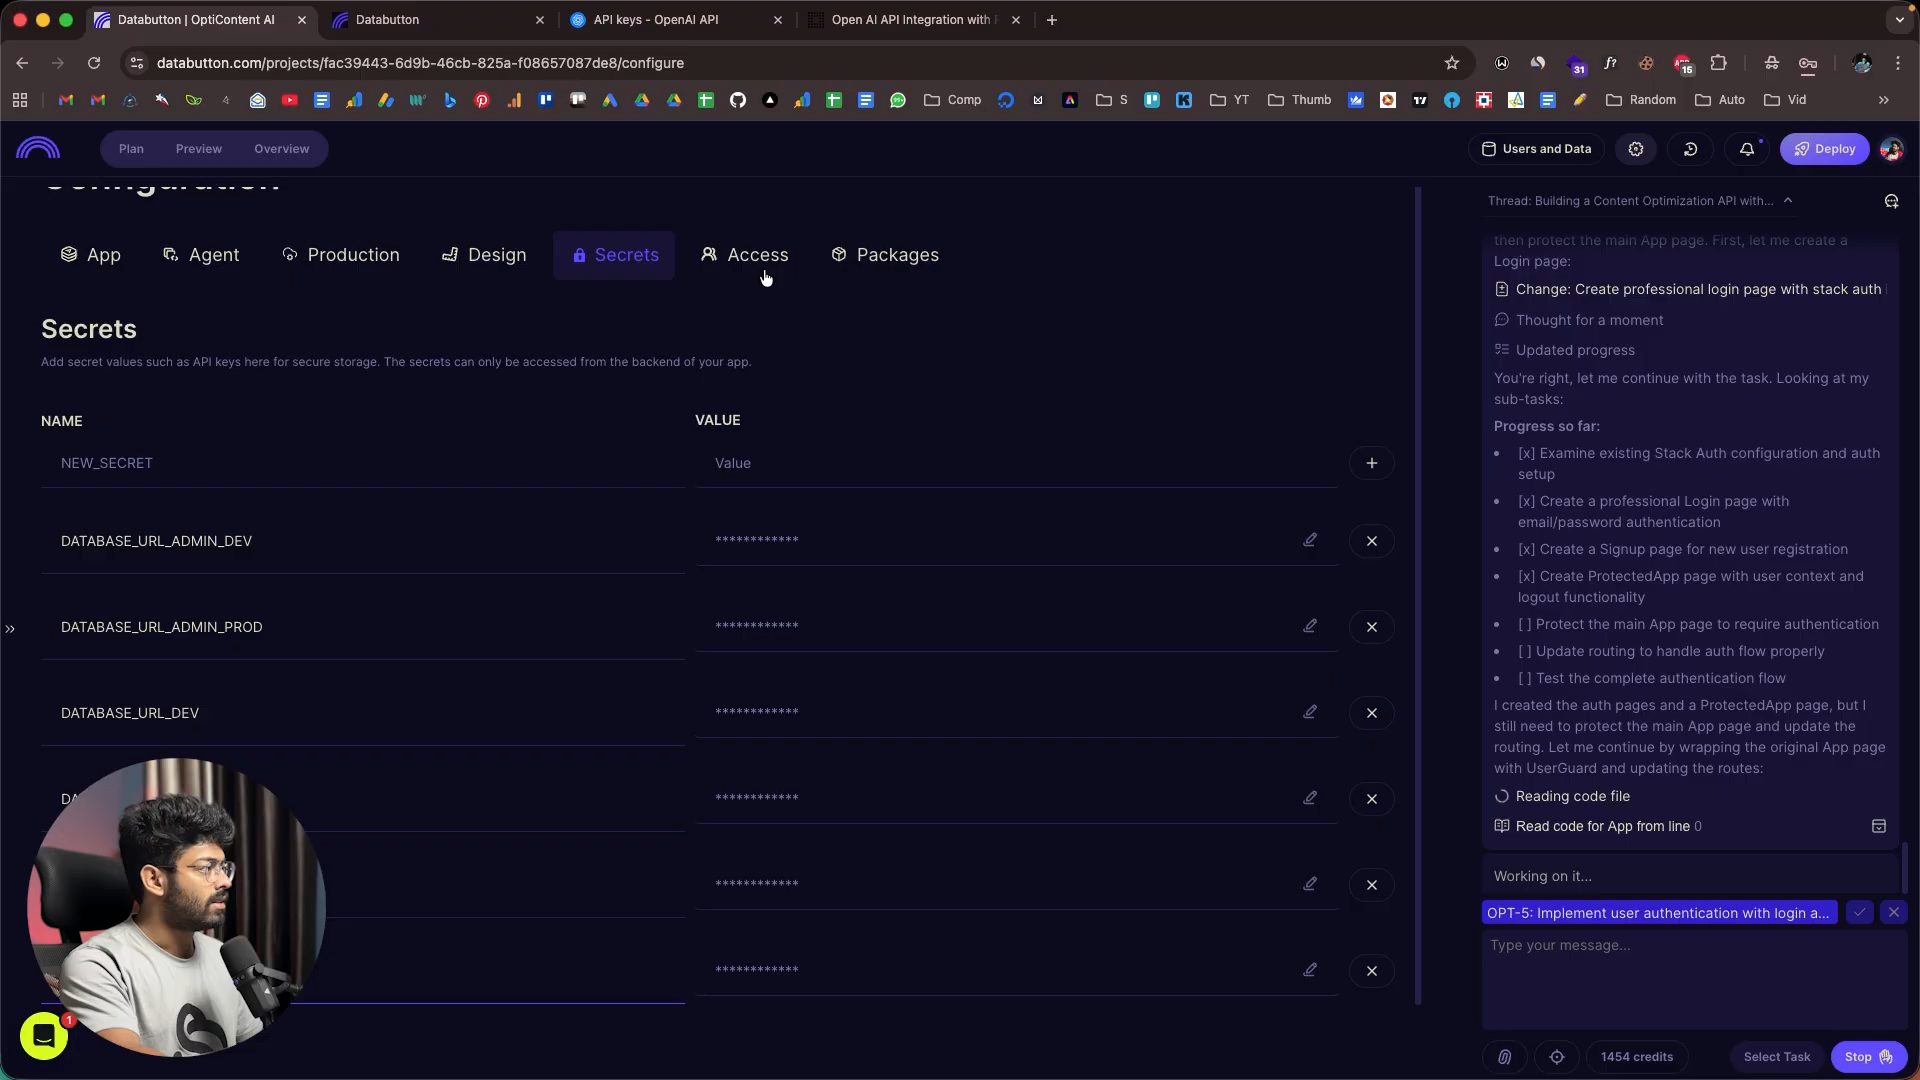 Databutton | OptiContent AI
Databutton
API keys - OpenAI API
Open AI API Integration with
databutton.com/projects/fac39443-6d9b-46cb-825a-f08657087de8/configure
31
f?
15
Comp
S
YT
Thumb
Random
Auto
Vid
Plan
Preview
Overview
Users and Data
Deploy
Configuration
App
Agent
Production
Design
Secrets
Access
Packages
Secrets
Add secret values such as API keys here for secure storage. The secrets can only be accessed from the backend of your app.
NAME
VALUE
NEW_SECRET
Value
DATABASE_URL_ADMIN_DEV
************
DATABASE_URL_ADMIN_PROD
************
DATABASE_URL_DEV
************
DA
************
************
************
1
Thread: Building a Content Optimization API with...
then protect the main App page. First, let me create a
Login page:
Change: Create professional login page with stack auth
Thought for a moment
Updated progress
You're right, let me continue with the task. Looking at my
sub-tasks:
Progress so far:
[x] Examine existing Stack Auth configuration and auth
setup
[x] Create a professional Login page with
email/password authentication
[x] Create a Signup page for new user registration
[x] Create ProtectedApp page with user context and
logout functionality
[ ] Protect the main App page to require authentication
[ ] Update routing to handle auth flow properly
[ ] Test the complete authentication flow
I created the auth pages and a ProtectedApp page, but I
still need to protect the main App page and update the
routing. Let me continue by wrapping the original App page
with UserGuard and updating the routes:
Reading code file
Read code for App from line 0
Working on it...
OPT-5: Implement user authentication with login a...
Type your message...
1454 credits
Select Task
Stop